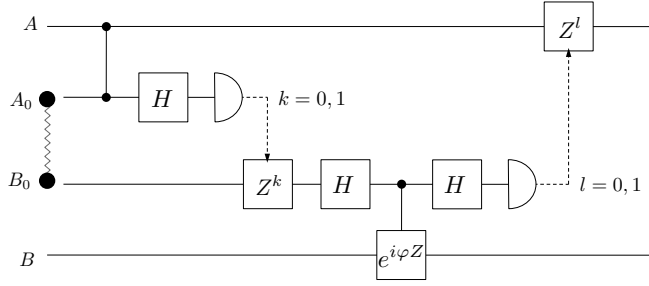 A
Z^l
A_0
H
k = 0, 1
B_0
Z^k
H
H
l = 0, 1
B
e^{iφZ}